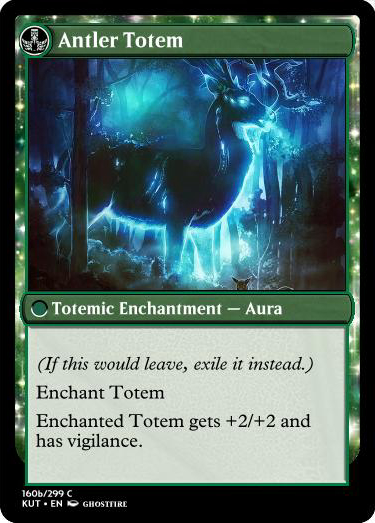 Antler Totem
Totemic Enchantment — Aura
(If this would leave, exile it instead.)
Enchant Totem
Enchanted Totem gets +2/+2 and
has vigilance.
160b/299 C
KUT • EN GHOSTFIRE